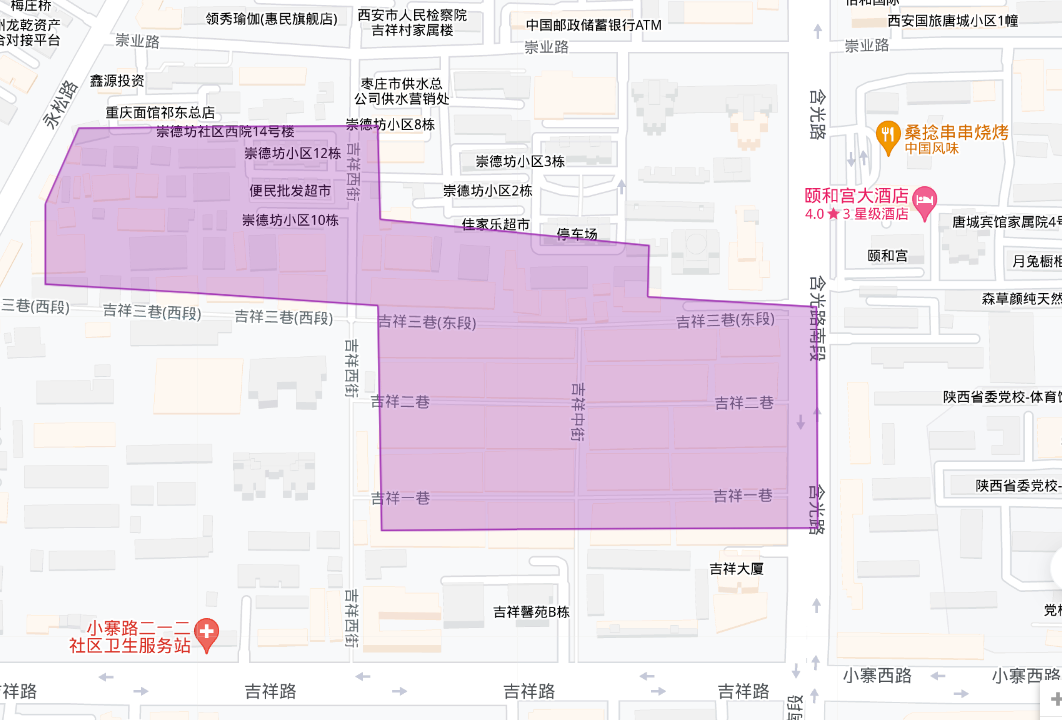 梅庄桥
龙乾资产
合对接平台
领秀瑜伽(惠民旗舰店)
西安市人民检察院
吉祥村家属楼
中国邮政储蓄银行ATM
西安国旅唐城小区1幢
崇业路
崇业路
崇业路
鑫源投资
枣庄市供水总
公司供水营销处
永松路
含光路
重庆面馆祁东总店
崇德坊小区8栋
崇德坊社区西院14号楼
桑捻串串烧烤
中国风味
崇德坊小区12栋
吉祥西街
崇德坊小区3栋
便民批发超市
崇德坊小区2栋
颐和宫大酒店
4.0★3星级酒店
崇德坊小区10栋
佳家乐超市
停车场
唐城宾馆家属院4号
颐和宫
月兔橱柜
三巷(西段)
吉祥三巷(西段)
吉祥三巷(西段)
吉祥三巷(东段)
吉祥三巷(东段)
含光路南段
森草颜纯天然
吉祥西街
吉祥中街
吉祥二巷
吉祥二巷
陕西省委党校-体育馆
吉祥一巷
吉祥一巷
含光路
陕西省委党校-
吉祥大厦
吉祥西街
吉祥馨苑B栋
党校
小寨路二一二
社区卫生服务站
祥路
吉祥路
吉祥路
吉祥路
小寨西路
小寨西路